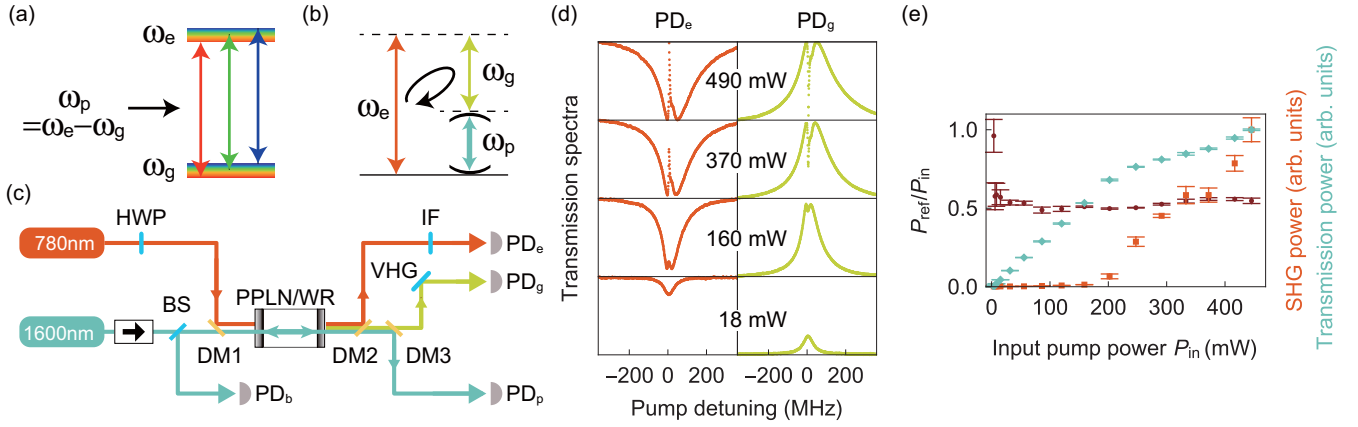 (a)
ωe
ωp
=ωe−ωg
ωg
(b)
ωe
ωg
ωp
(c)
HWP
780nm
IF
PDe
VHG
PDg
BS
PPLN/WR
1600nm
DM1
DM2
DM3
PDb
PDp
(d)
PDe
PDg
Transmission spectra
490 mW
370 mW
160 mW
18 mW
−200 0 200
−200 0 200
Pump detuning (MHz)
(e)
Pref/Pin
1.0
0.5
0.0
0 100 200 300 400
Input pump power Pin (mW)
SHG power (arb. units)
Transmission power (arb. units)